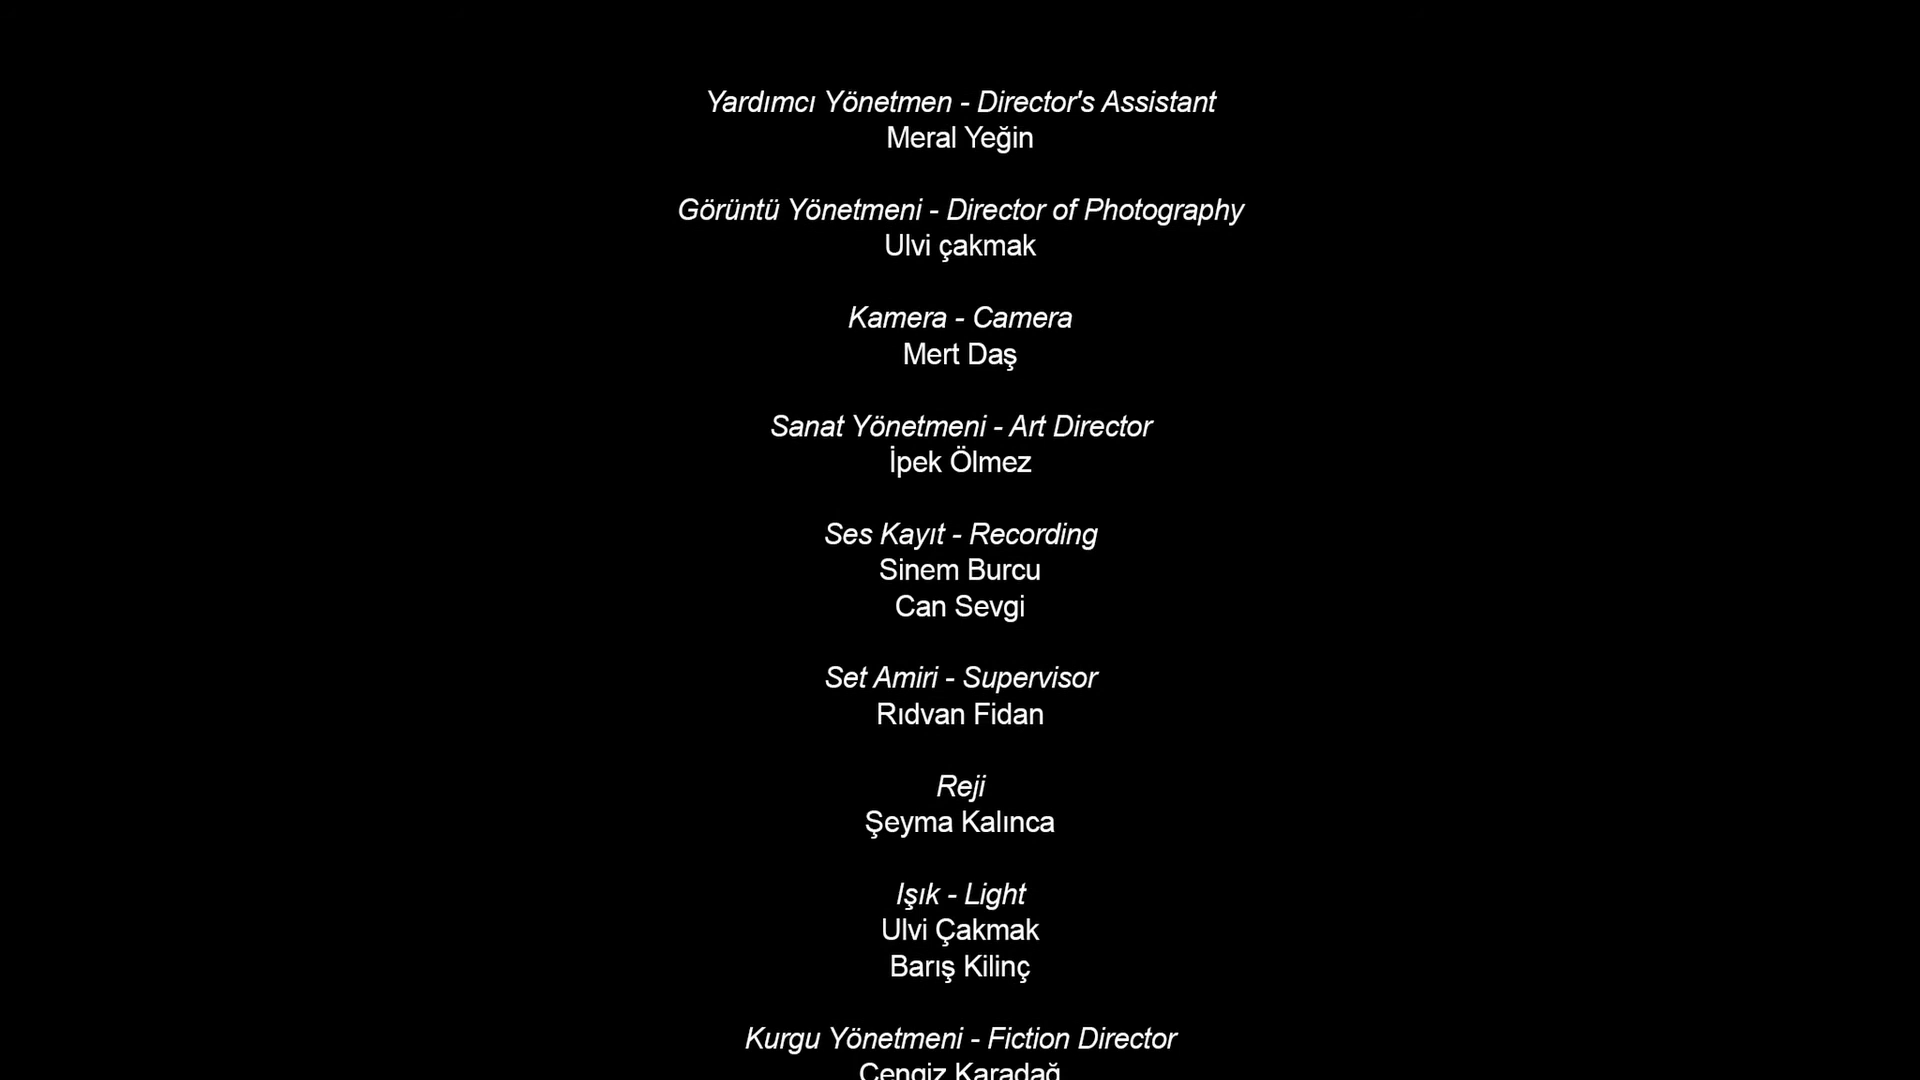 Yardımcı Yönetmen - Director's Assistant
Meral Yeğin
Görüntü Yönetmeni - Director of Photography
Ulvi çakmak
Kamera - Camera
Mert Daş
Sanat Yönetmeni - Art Director
İpek Ölmez
Ses Kayıt - Recording
Sinem Burcu
Can Sevgi
Set Amiri - Supervisor
Rıdvan Fidan
Reji
Şeyma Kalınca
Işık - Light
Ulvi Çakmak
Barış Kilinç
Kurgu Yönetmeni - Fiction Director
Cengiz Karadağ